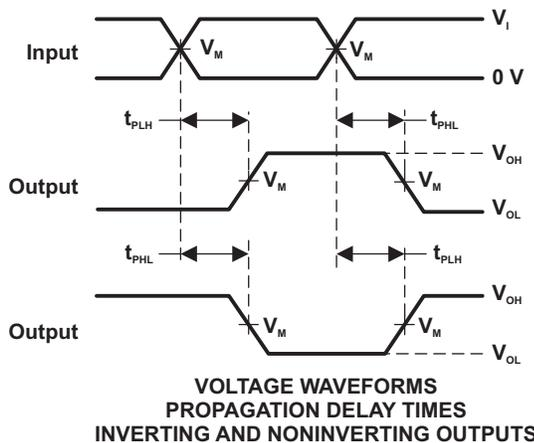 V_I
Input
V_M
V_M
0 V
t_PLH
t_PHL
V_OH
Output
V_M
V_M
V_OL
t_PHL
t_PLH
V_OH
Output
V_M
V_M
V_OL
VOLTAGE WAVEFORMS
PROPAGATION DELAY TIMES
INVERTING AND NONINVERTING OUTPUTS